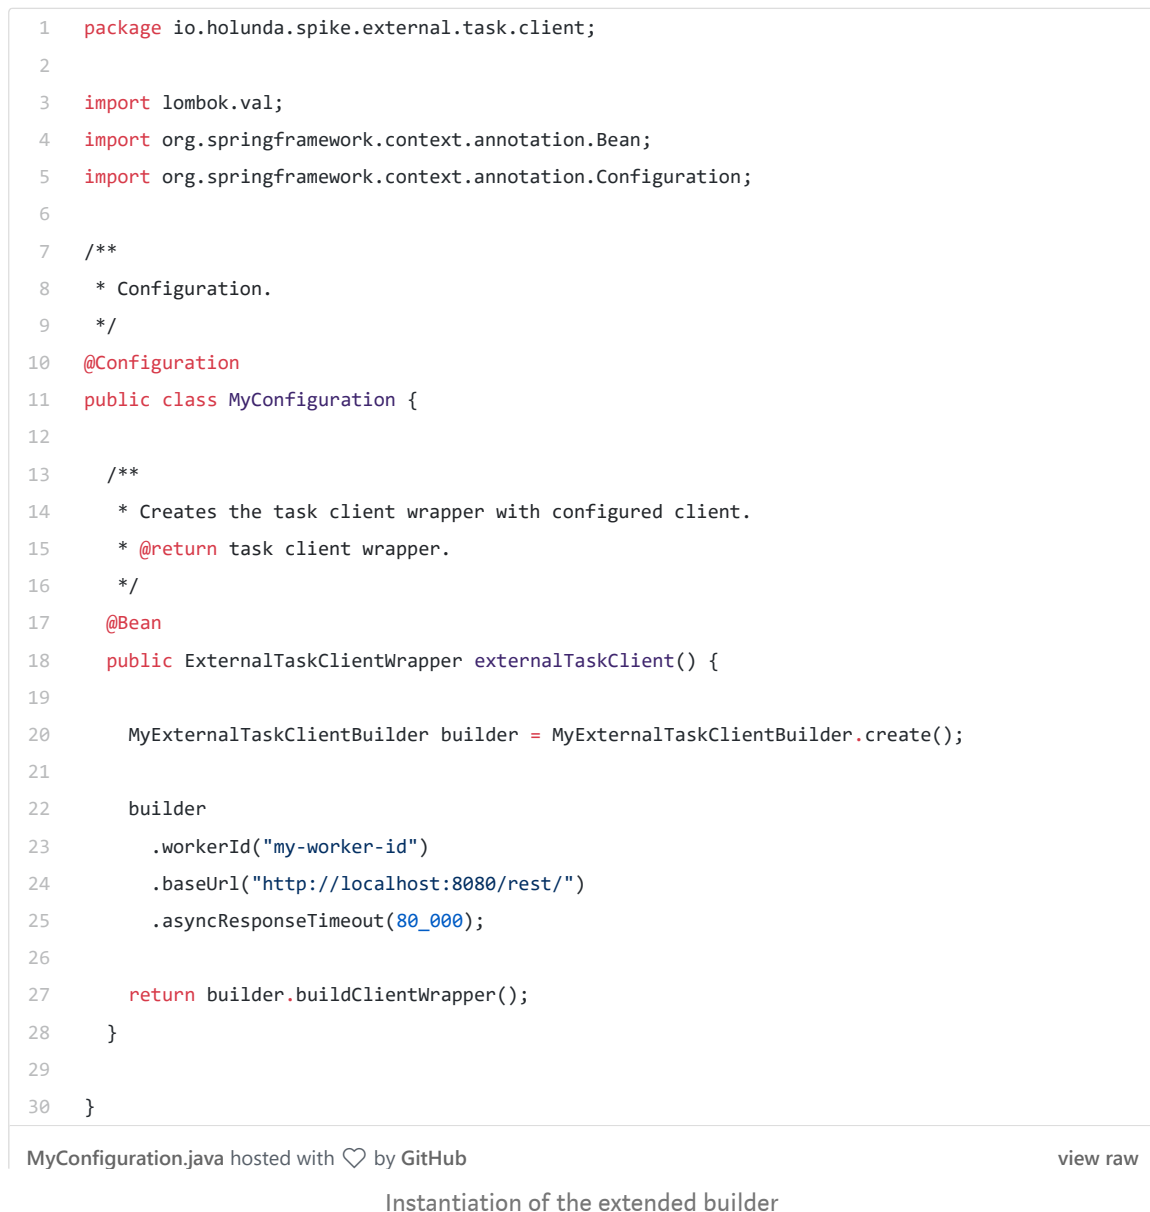 1 package io.holunda.spike.external.task.client;
2
3 import lombok.val;
4 import org.springframework.context.annotation.Bean;
5 import org.springframework.context.annotation.Configuration;
6
7 /**
8  * Configuration.
9  */
10 @Configuration
11 public class MyConfiguration {
12
13   /**
14    * Creates the task client wrapper with configured client.
15    * @return task client wrapper.
16    */
17   @Bean
18   public ExternalTaskClientWrapper externalTaskClient() {
19
20     MyExternalTaskClientBuilder builder = MyExternalTaskClientBuilder.create();
21
22     builder
23       .workerId("my-worker-id")
24       .baseUrl("http://localhost:8080/rest/")
25       .asyncResponseTimeout(80_000);
26
27     return builder.buildClientWrapper();
28   }
29
30 }
MyConfiguration.java hosted with ♡ by GitHub view raw
Instantiation of the extended builder